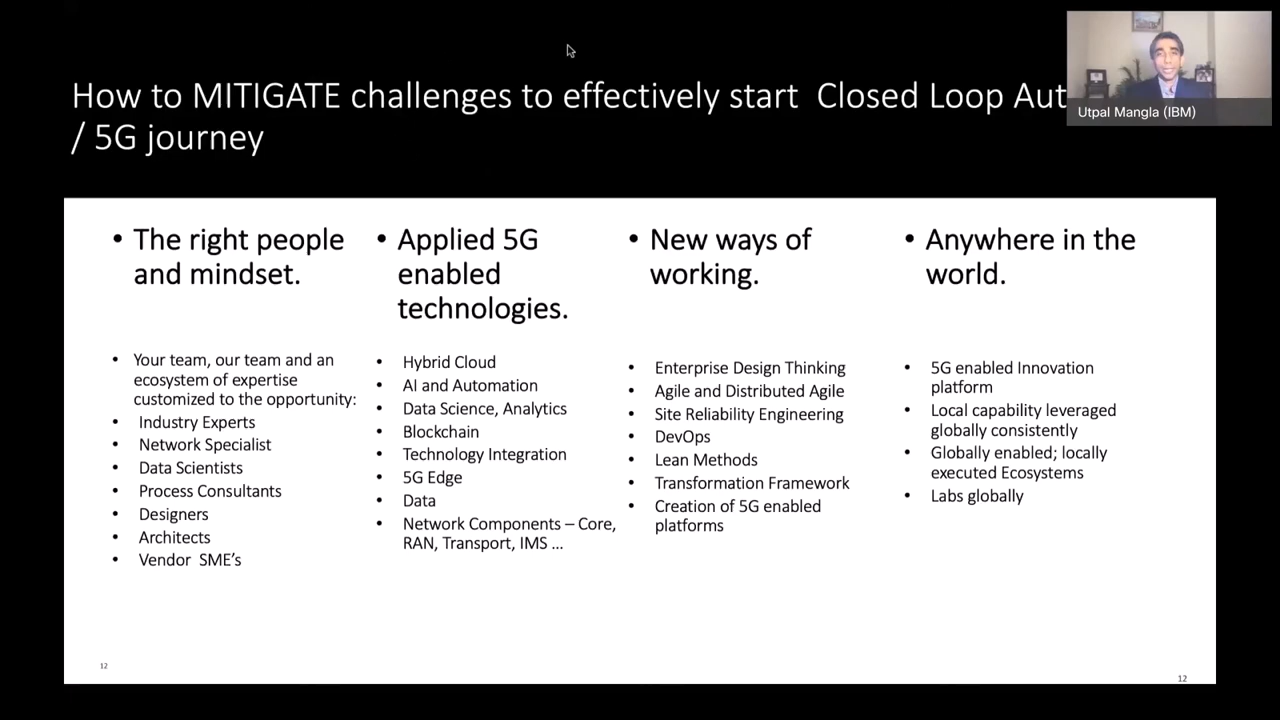 How to MITIGATE challenges to effectively start  Closed Loop Aut
/ 5G journey
Utpal Mangla (IBM)
• The right people
and mindset.
• Your team, our team and an
ecosystem of expertise
customized to the opportunity:
• Industry Experts
• Network Specialist
• Data Scientists
• Process Consultants
• Designers
• Architects
• Vendor  SME’s
• Applied 5G
enabled
technologies.
• Hybrid Cloud
• AI and Automation
• Data Science, Analytics
• Blockchain
• Technology Integration
• 5G Edge
• Data
• Network Components – Core,
RAN, Transport, IMS ...
• New ways of
working.
• Enterprise Design Thinking
• Agile and Distributed Agile
• Site Reliability Engineering
• DevOps
• Lean Methods
• Transformation Framework
• Creation of 5G enabled
platforms
• Anywhere in the
world.
• 5G enabled Innovation
platform
• Local capability leveraged
globally consistently
• Globally enabled; locally
executed Ecosystems
• Labs globally
12
12